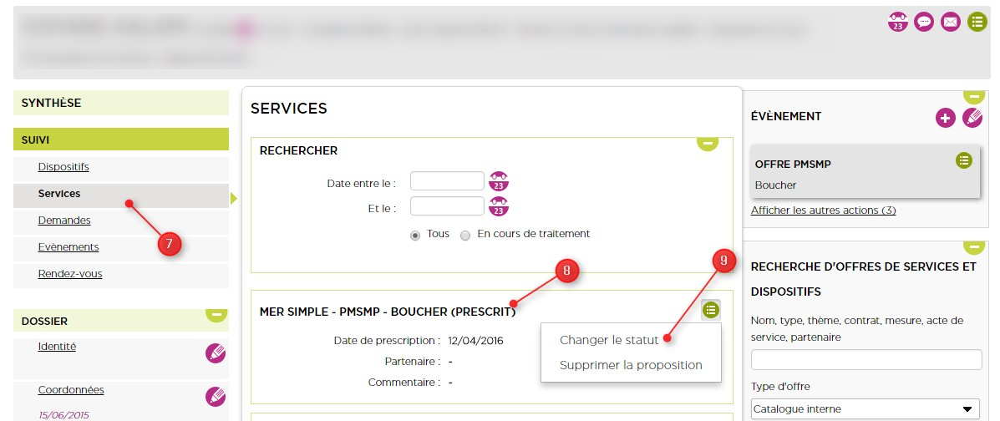 23
SYNTHÈSE
SUIVI
Dispositifs
Services
Demandes
Evènements
Rendez-vous
7
DOSSIER
Identité
Coordonnées
15/06/2015
SERVICES
RECHERCHER
Date entre le :
23
Et le :
23
Tous
En cours de traitement
8
9
MER SIMPLE - PMSMP - BOUCHER (PRESCRIT)
Date de prescription : 12/04/2016
Partenaire : -
Commentaire : -
Changer le statut
Supprimer la proposition
ÉVÈNEMENT
OFFRE PMSMP
Boucher
Afficher les autres actions (3)
RECHERCHE D'OFFRES DE SERVICES ET
DISPOSITIFS
Nom, type, thème, contrat, mesure, acte de
service, partenaire
Type d'offre
Catalogue interne